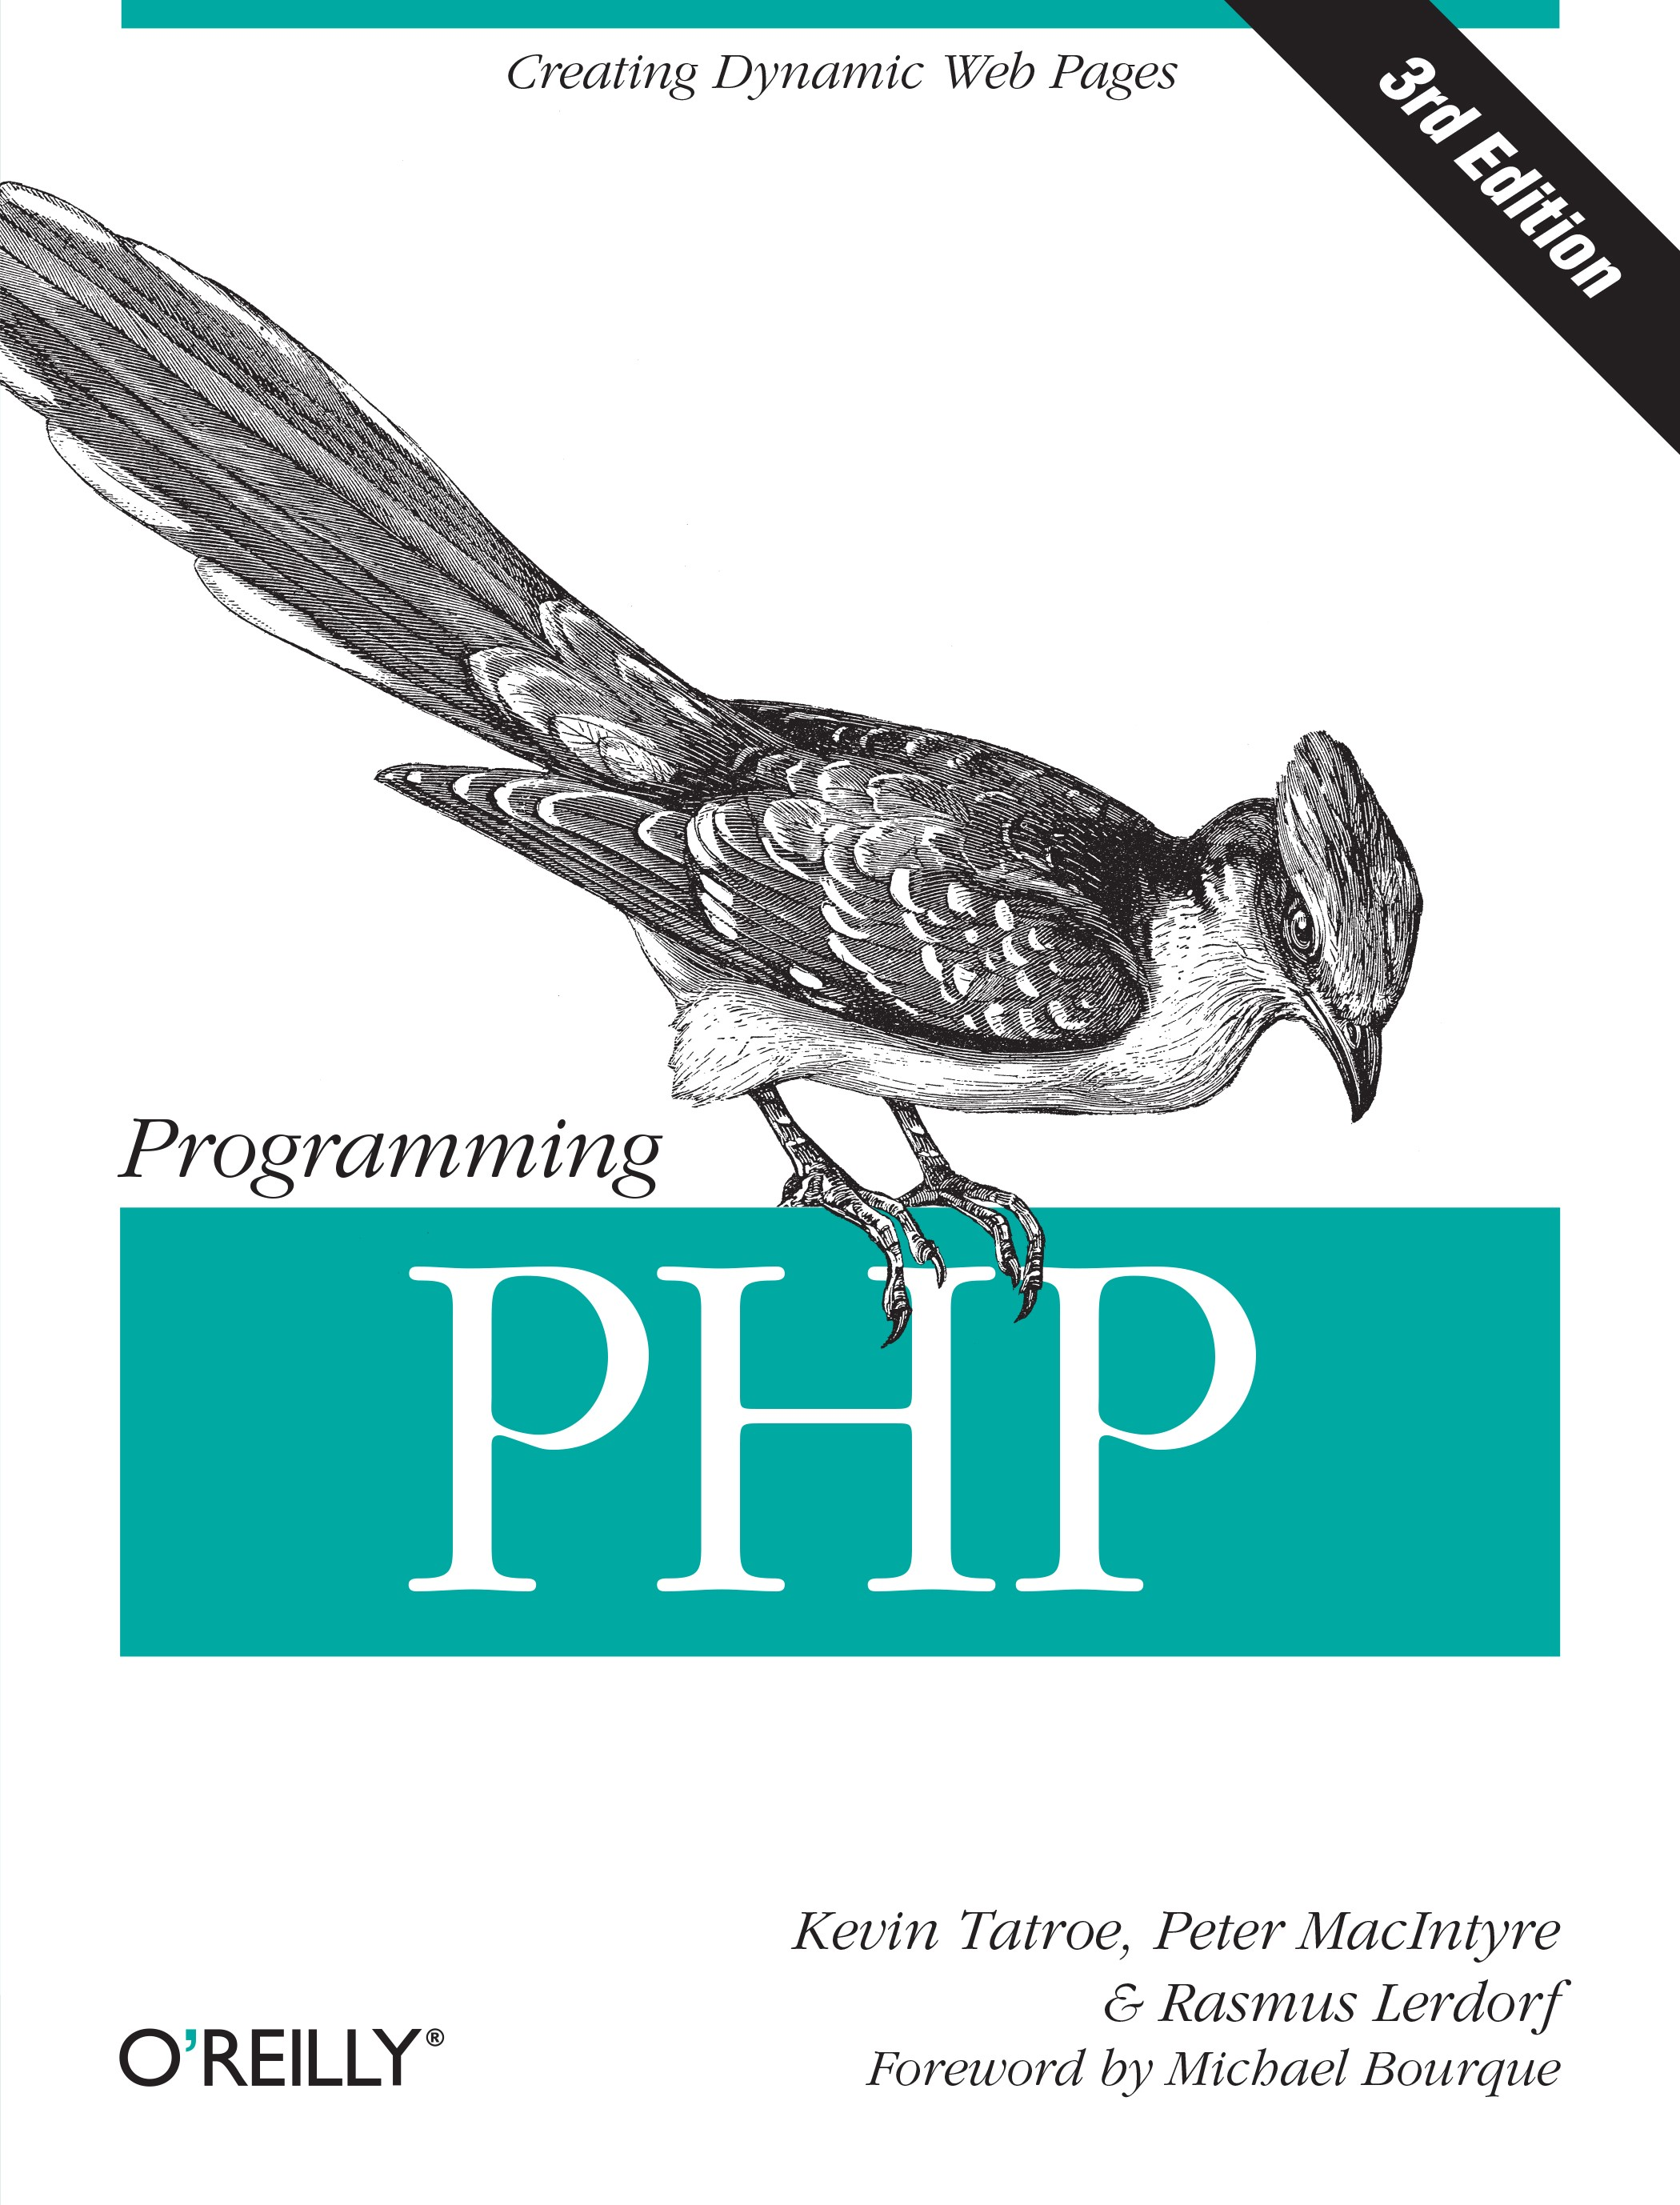 Creating Dynamic Web Pages
3rd Edition
Programming
PHP
Kevin Tatroe, Peter MacIntyre
& Rasmus Lerdorf
Foreword by Michael Bourque
O'REILLY®